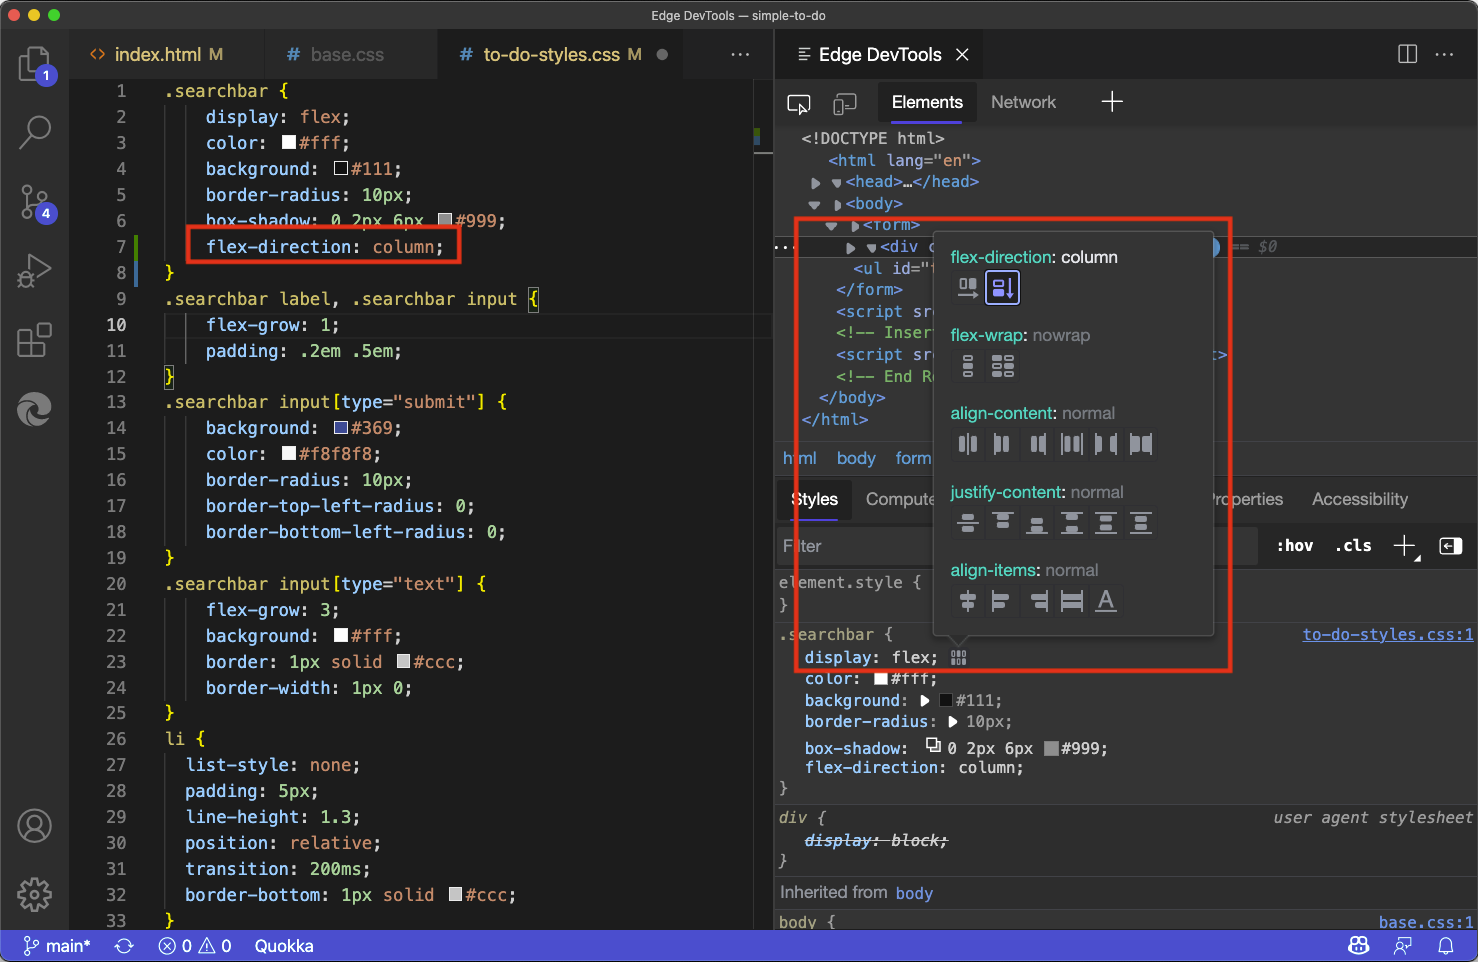 Edge DevTools — simple-to-do
index.html M
base.css
to-do-styles.css M
Edge DevTools
1
4
1 .searchbar {
2 display: flex;
3 color: #fff;
4 background: #111;
5 border-radius: 10px;
6 box-shadow: 0 2px 6px #999;
7 flex-direction: column;
8 }
9 .searchbar label, .searchbar input {
10 flex-grow: 1;
11 padding: .2em .5em;
12 }
13 .searchbar input[type="submit"] {
14 background: #369;
15 color: #f8f8f8;
16 border-radius: 10px;
17 border-top-left-radius: 0;
18 border-bottom-left-radius: 0;
19 }
20 .searchbar input[type="text"] {
21 flex-grow: 3;
22 background: #fff;
23 border: 1px solid #ccc;
24 border-width: 1px 0;
25 }
26 li {
27 list-style: none;
28 padding: 5px;
29 line-height: 1.3;
30 position: relative;
31 transition: 200ms;
32 border-bottom: 1px solid #ccc;
33 }
Elements Network
<!DOCTYPE html>
<html lang="en">
<head>…</head>
<body>
<form>
<div == $0
<ul id="
</form>
<script
<!-- Inser
<script t>
<!-- End
</body>
</html>
html body form
flex-direction: column
flex-wrap: nowrap
align-content: normal
justify-content: normal
align-items: normal
Styles Compute Properties Accessibility
Filter :hov .cls
element.style {
}
.searchbar { to-do-styles.css:1
display: flex;
color: #fff;
background: #111;
border-radius: 10px;
box-shadow: 0 2px 6px #999;
flex-direction: column;
}
div { user agent stylesheet
display: block;
}
Inherited from body
body { base.css:1
main* 0 0 Quokka